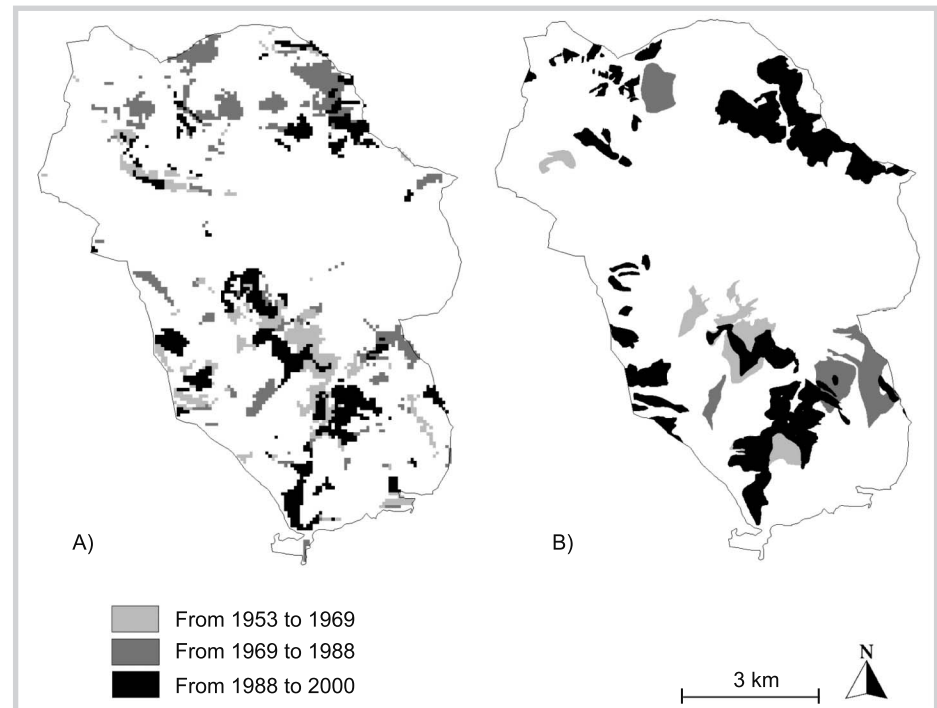 A)
B)
From 1953 to 1969
From 1969 to 1988
From 1988 to 2000
3 km
N